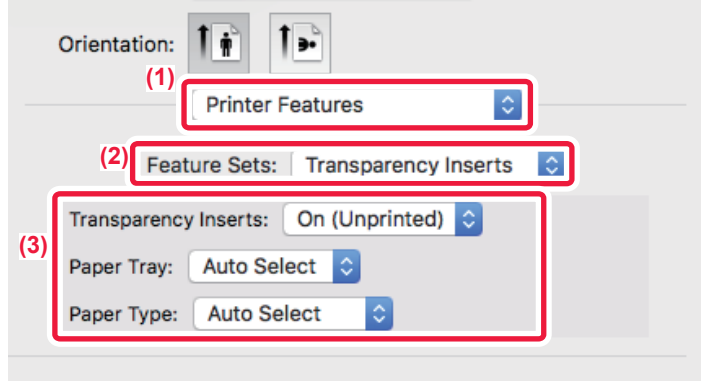 Orientation:
(1)
Printer Features
(2) Feature Sets: Transparency Inserts
Transparency Inserts: On (Unprinted)
(3)
Paper Tray: Auto Select
Paper Type: Auto Select